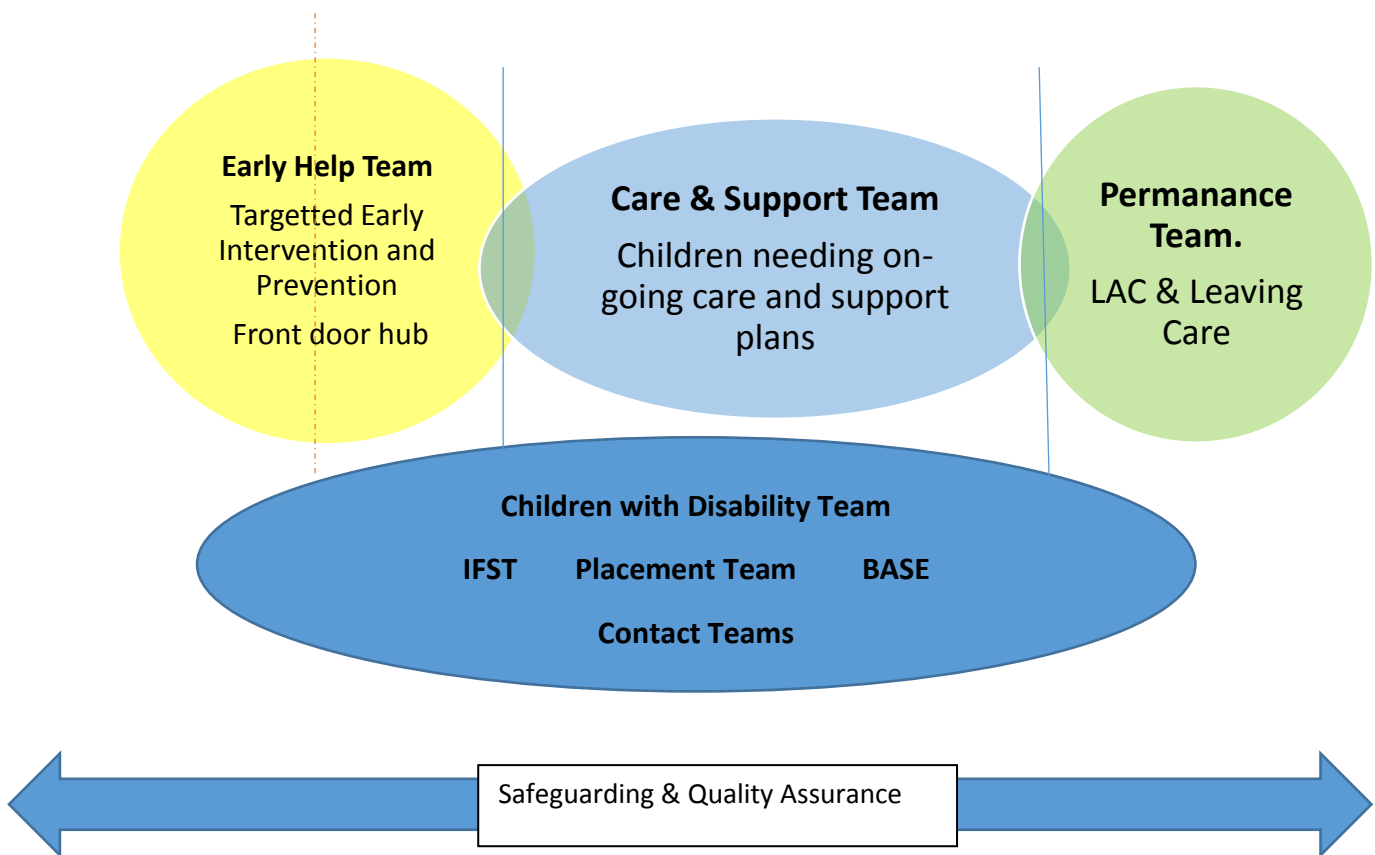 Early Help Team
Targetted Early
Intervention and
Prevention
Front door hub
Care & Support Team
Children needing on-
going care and support
plans
Permanance
Team.
LAC & Leaving
Care
Children with Disability Team
IFST Placement Team BASE
Contact Teams
Safeguarding & Quality Assurance